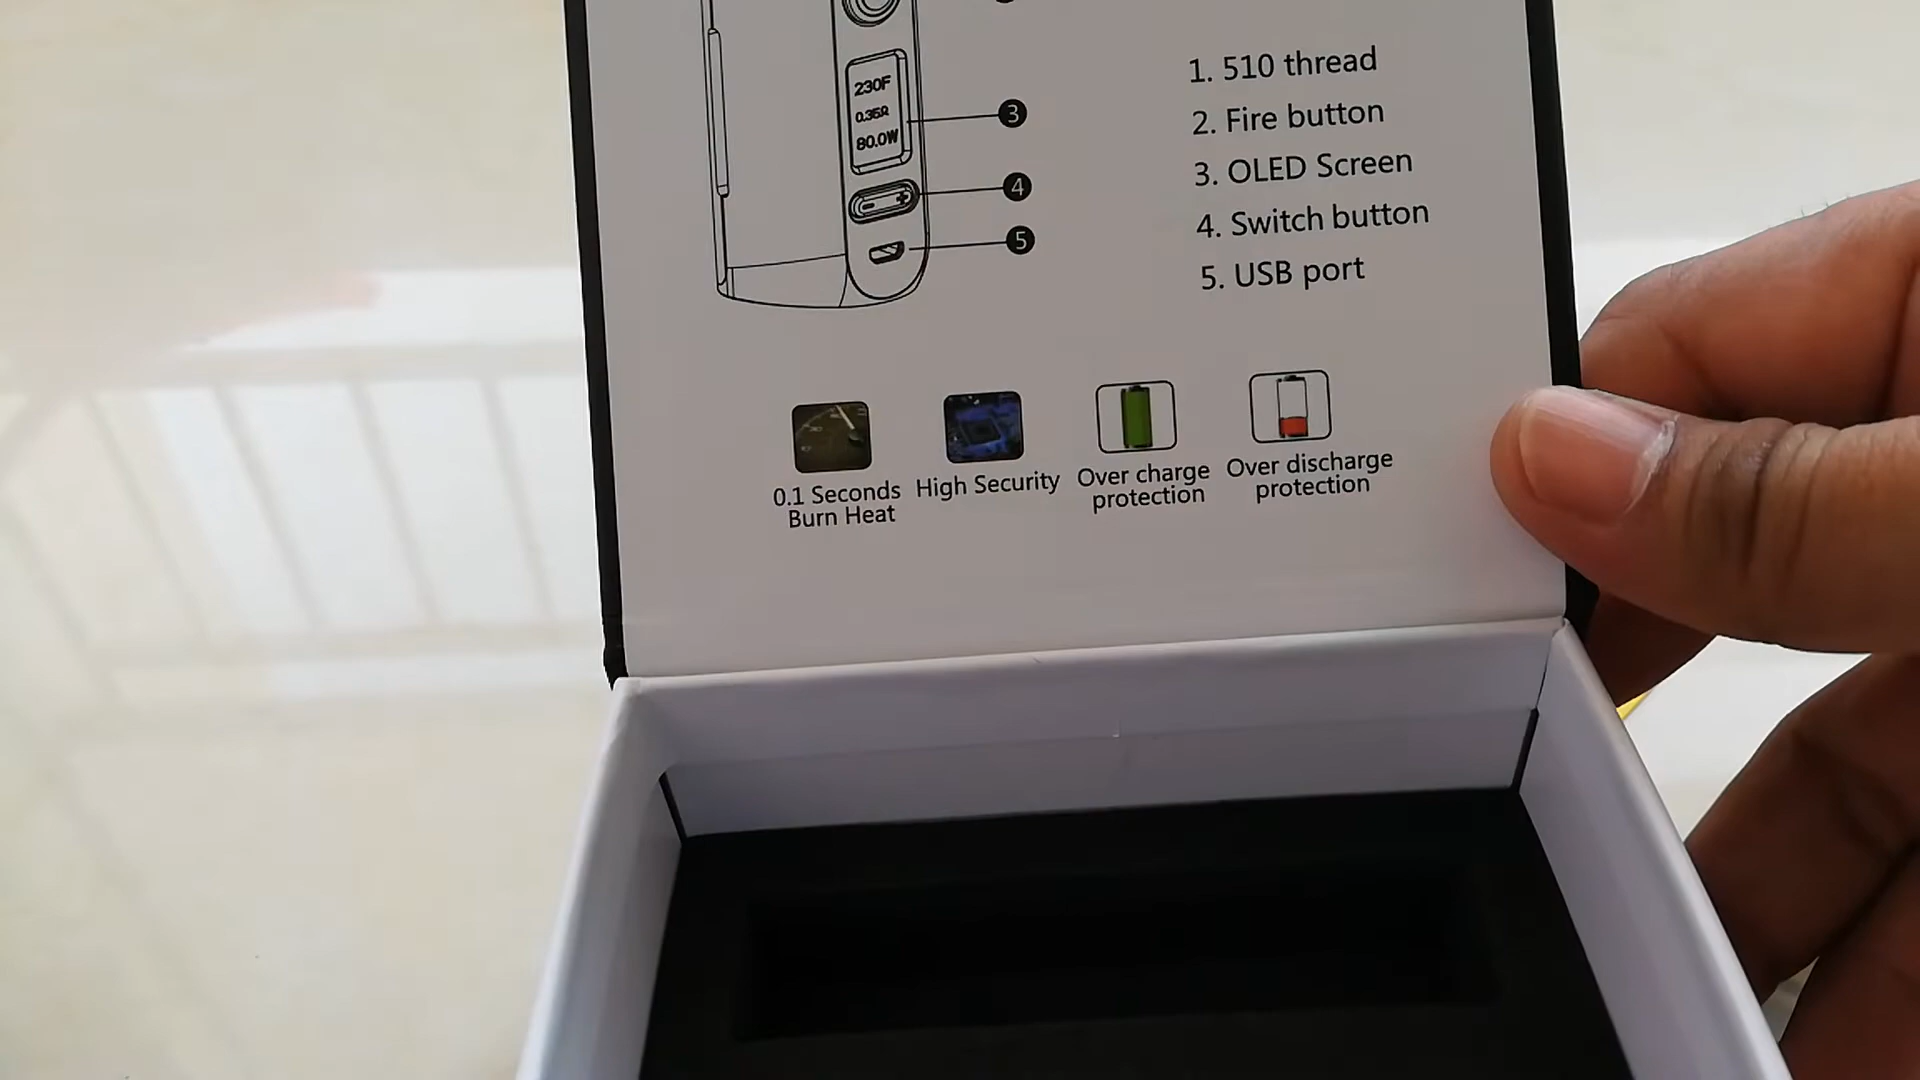 1. 510 thread
2. Fire button
3. OLED Screen
4. Switch button
5. USB port
230F
0.35Ω
80.0W
3
4
- +
5
0.1 Seconds
Burn Heat
High Security
Over charge
protection
Over discharge
protection